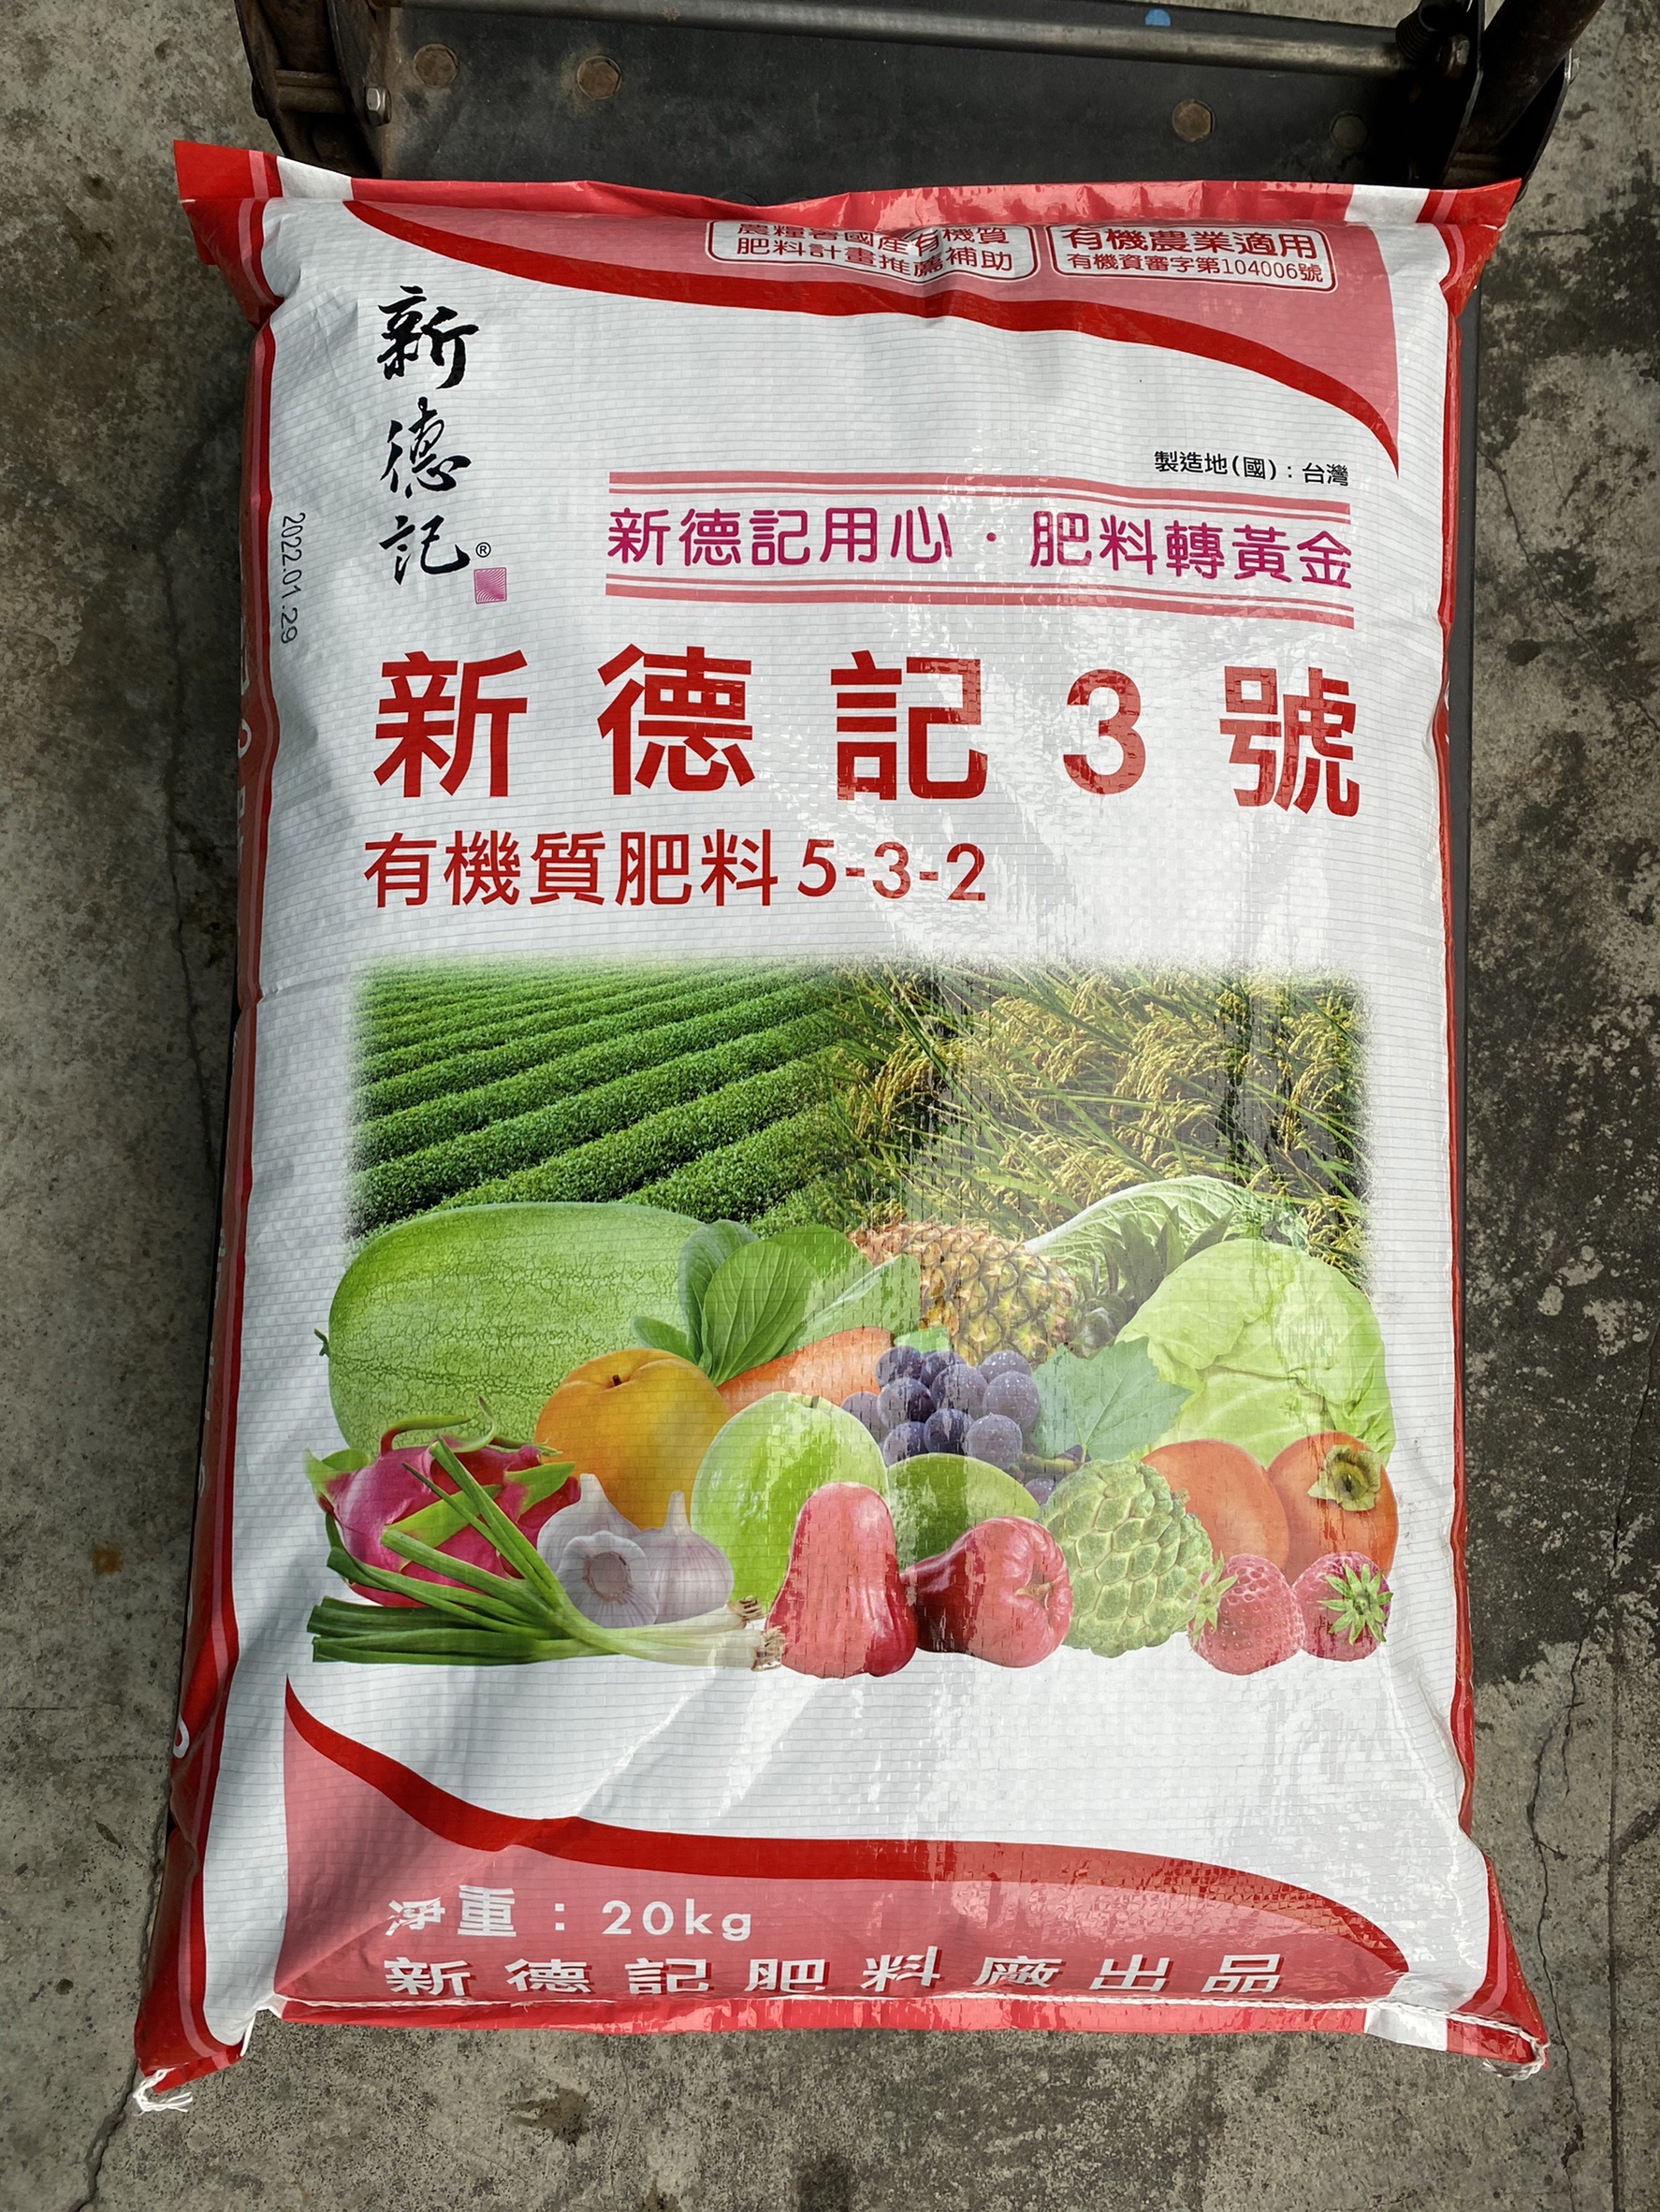 農糧署國產有機質
肥料計畫推薦補助
有機農業適用
有機資審字第104006號
新德記®
製造地(國):台灣
新德記用心·肥料轉黃金
2022.01.29
新德記3號
有機質肥料5-3-2
淨重:20kg
新德記肥料廠出品